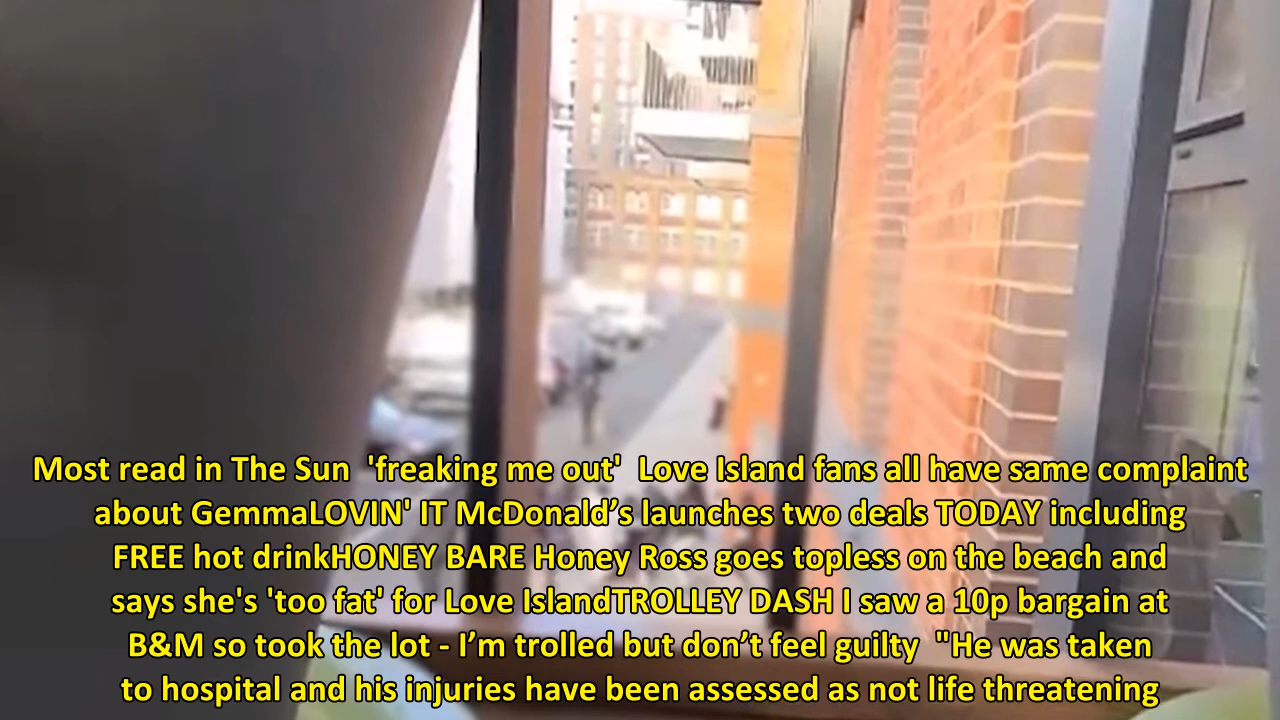 Most read in The Sun  'freaking me out'  Love Island fans all have same complaint
about GemmaLOVIN' IT McDonald’s launches two deals TODAY including
FREE hot drinkHONEY BARE Honey Ross goes topless on the beach and
says she's 'too fat' for Love IslandTROLLEY DASH I saw a 10p bargain at
B&M so took the lot - I’m trolled but don’t feel guilty  "He was taken
to hospital and his injuries have been assessed as not life threatening